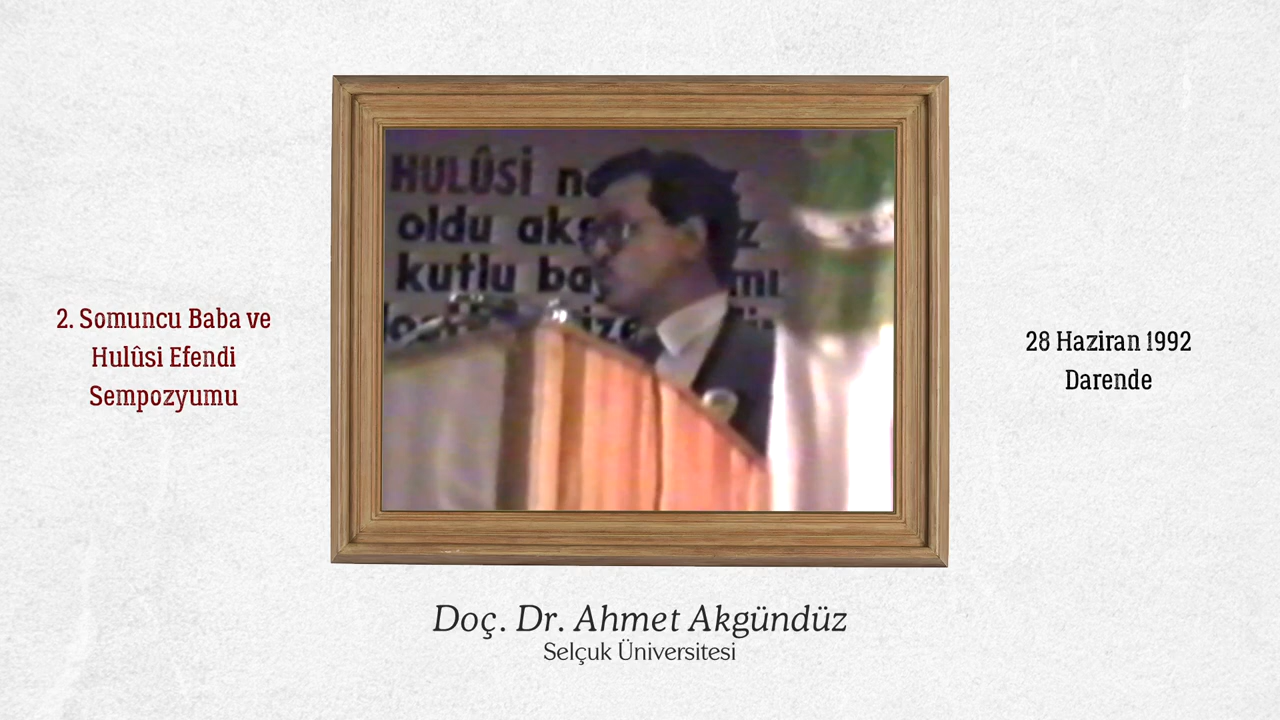 HULÛSİ
oldu
kutlu
2. Somuncu Baba ve
Hulûsi Efendi
Sempozyumu
28 Haziran 1992
Darende
Doç. Dr. Ahmet Akgündüz
Selçuk Üniversitesi